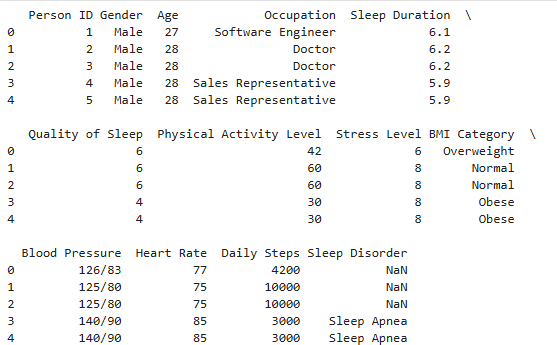 Person ID Gender Age Occupation Sleep Duration \
0 1 Male 27 Software Engineer 6.1
1 2 Male 28 Doctor 6.2
2 3 Male 28 Doctor 6.2
3 4 Male 28 Sales Representative 5.9
4 5 Male 28 Sales Representative 5.9
Quality of Sleep Physical Activity Level Stress Level BMI Category \
0 6 42 6 Overweight
1 6 60 8 Normal
2 6 60 8 Normal
3 4 30 8 Obese
4 4 30 8 Obese
Blood Pressure Heart Rate Daily Steps Sleep Disorder
0 126/83 77 4200 NaN
1 125/80 75 10000 NaN
2 125/80 75 10000 NaN
3 140/90 85 3000 Sleep Apnea
4 140/90 85 3000 Sleep Apnea